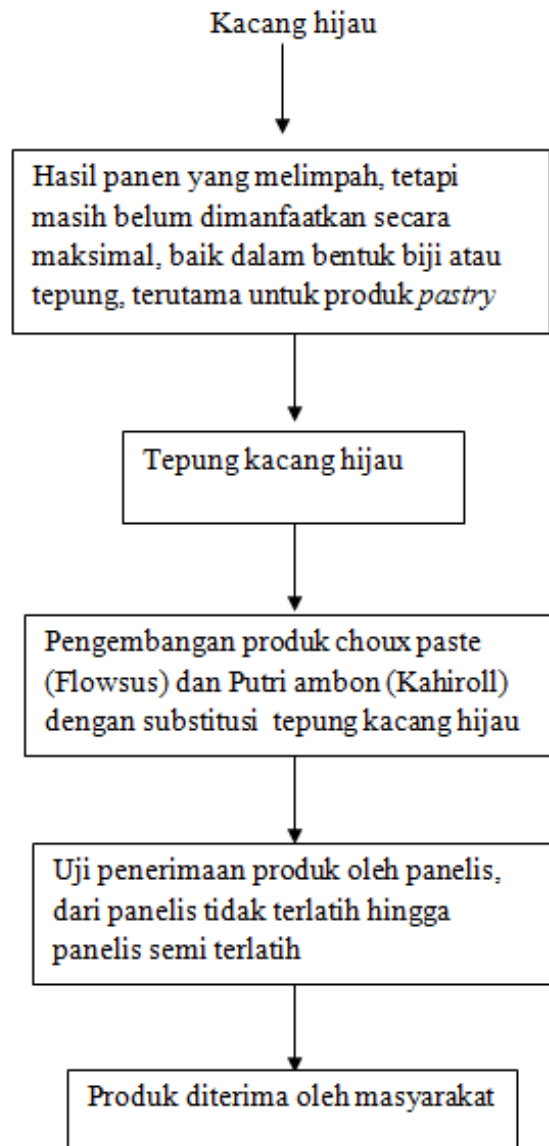 Kacang hijau
Hasil panen yang melimpah, tetapi
masih belum dimanfaatkan secara
maksimal, baik dalam bentuk biji atau
tepung, terutama untuk produk pastry
Tepung kacang hijau
Pengembangan produk choux paste
(Flowsus) dan Putri ambon (Kahiroll)
dengan substitusi tepung kacang hijau
Uji penerimaan produk oleh panelis,
dari panelis tidak terlatih hingga
panelis semi terlatih
Produk diterima oleh masyarakat